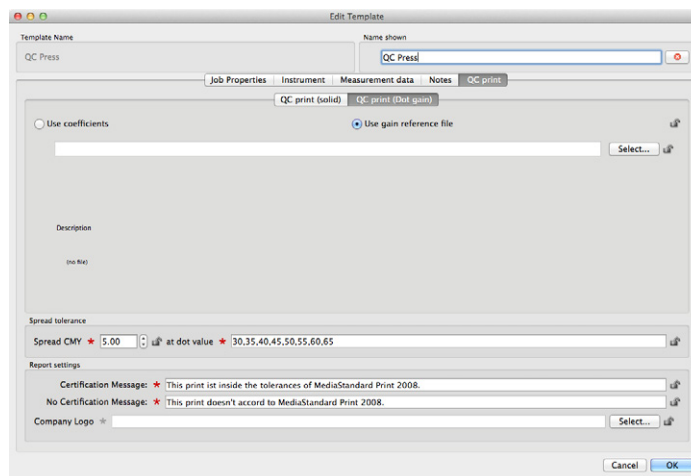 Edit Template
Template Name
Name shown
QC Press
QC Press
Job Properties Instrument Measurement data Notes QC print
QC print (solid) QC print (Dot gain)
Use coefficients
Use gain reference file
Select...
Description
(no file)
Spread tolerance
Spread CMY * 5.00 at dot value * 30,35,40,45,50,55,60,65
Report settings
Certification Message: * This print ist inside the tolerances of MediaStandard Print 2008.
No Certification Message: * This print doesn't accord to MediaStandard Print 2008.
Company Logo * Select...
Cancel OK